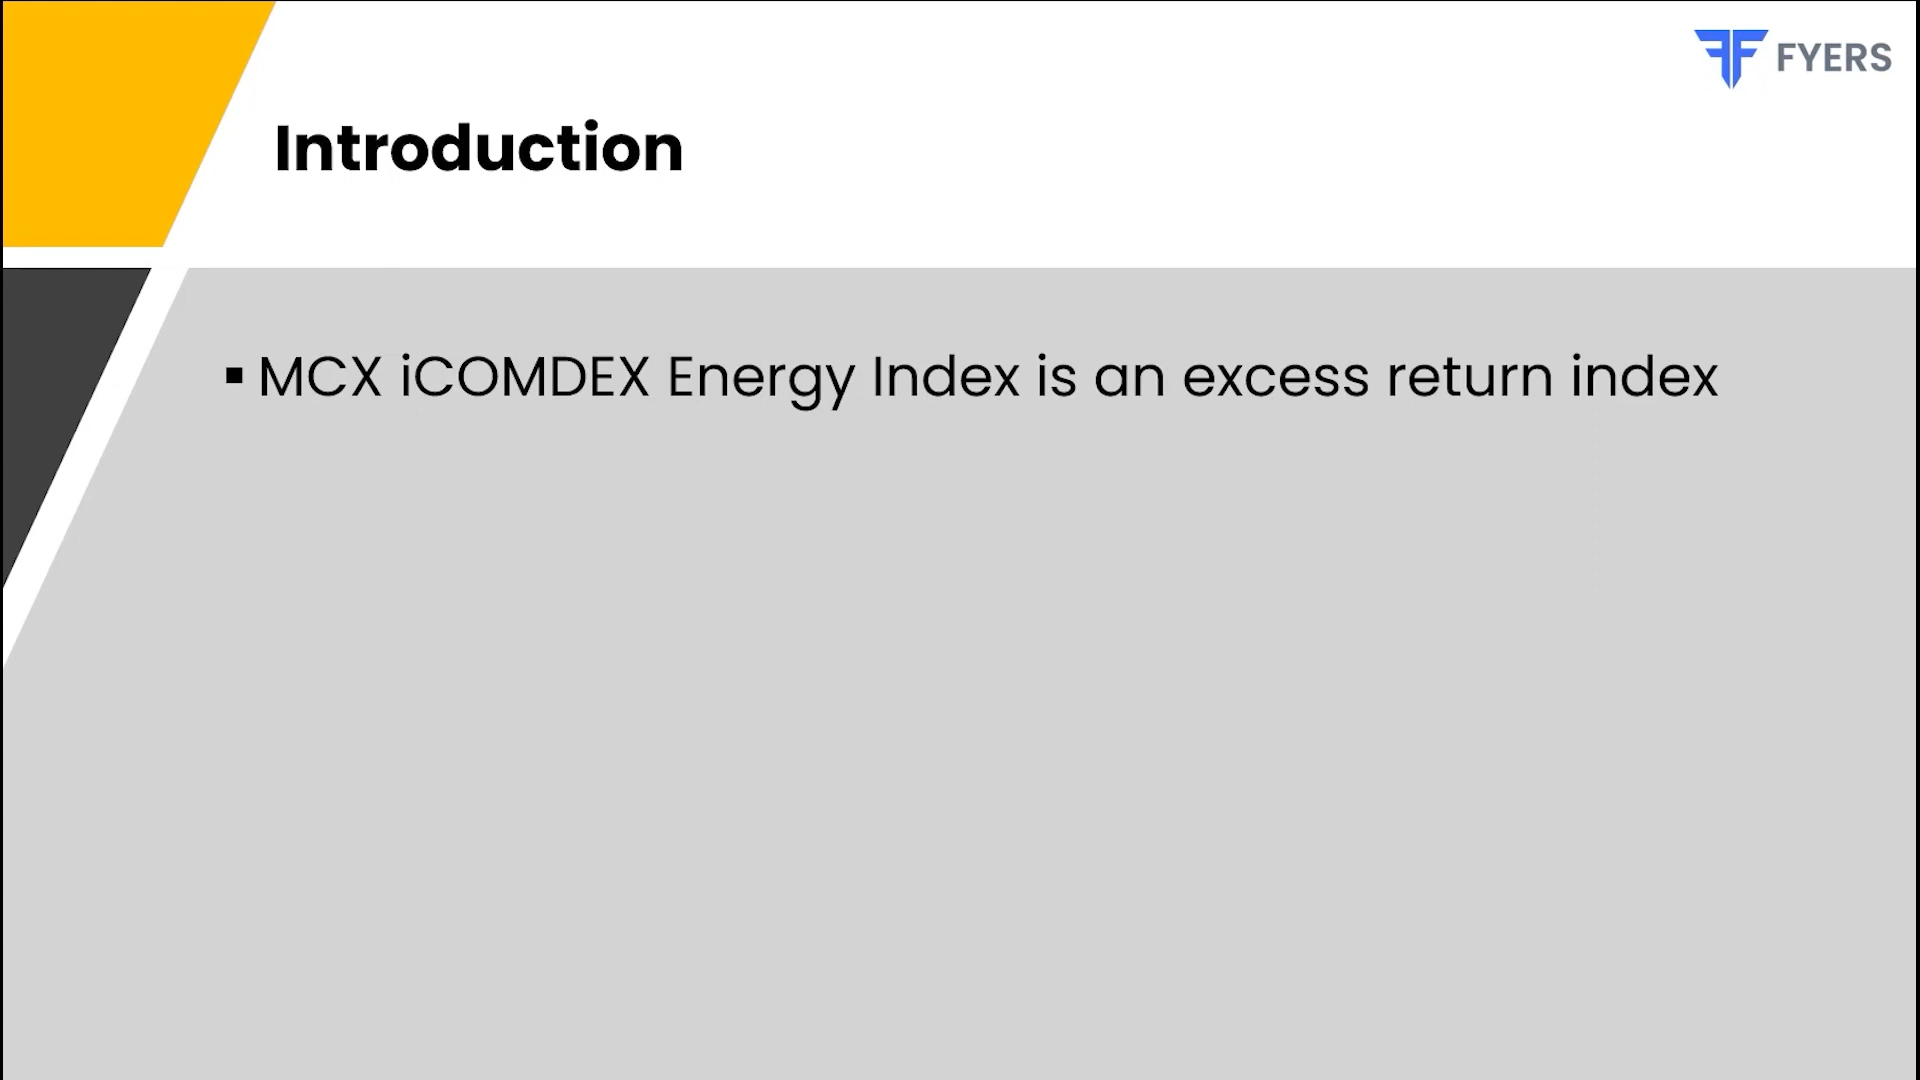 FYERS
Introduction
▪ MCX iCOMDEX Energy Index is an excess return index